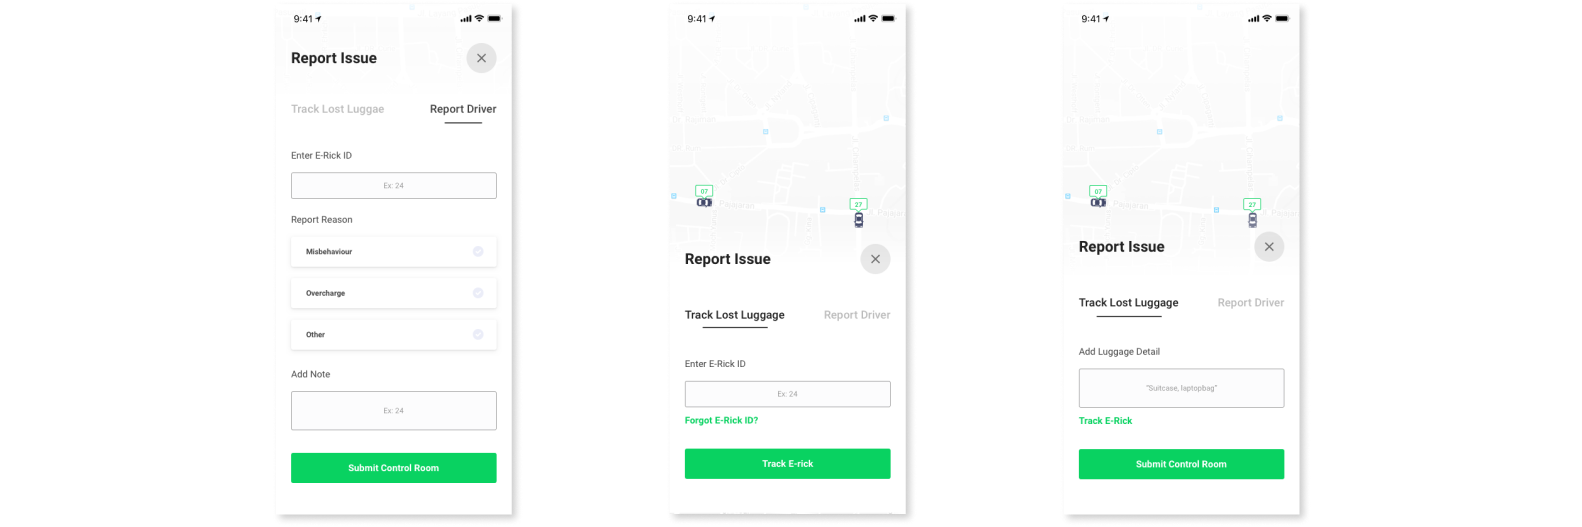 9:41
Report Issue
Track Lost Luggae
Report Driver
Enter E-Rick ID
Ex: 24
Report Reason
Misbehaviour
Overcharge
Other
Add Note
Ex: 24
Submit Control Room
9:41
07
27
Report Issue
Track Lost Luggage
Report Driver
Enter E-Rick ID
Ex: 24
Forgot E-Rick ID?
Track E-rick
9:41
07
27
Report Issue
Track Lost Luggage
Report Driver
Add Luggage Detail
"Suitcase, laptopbag"
Track E-Rick
Submit Control Room